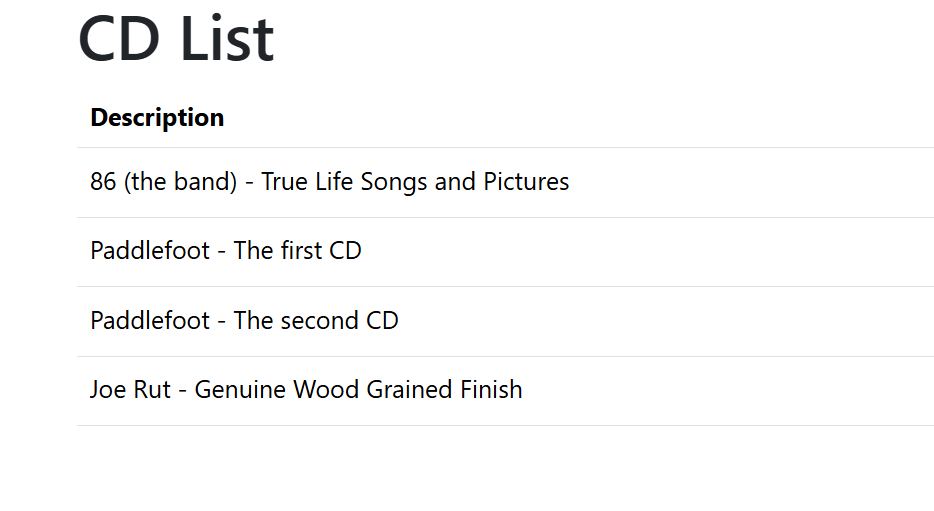 CD List
Description
86 (the band) - True Life Songs and Pictures
Paddlefoot - The first CD
Paddlefoot - The second CD
Joe Rut - Genuine Wood Grained Finish